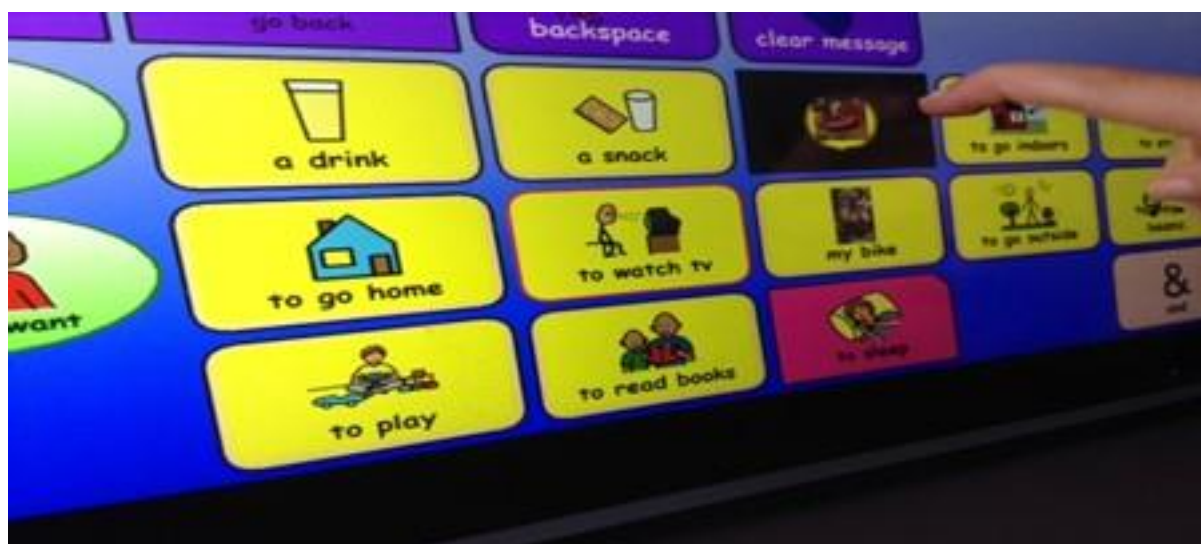 go back
backspace
clear message
a drink
a snack
to go indoors
to go home
to watch tv
my bike
to go outside
want
to play
to read books
to sleep
&
and